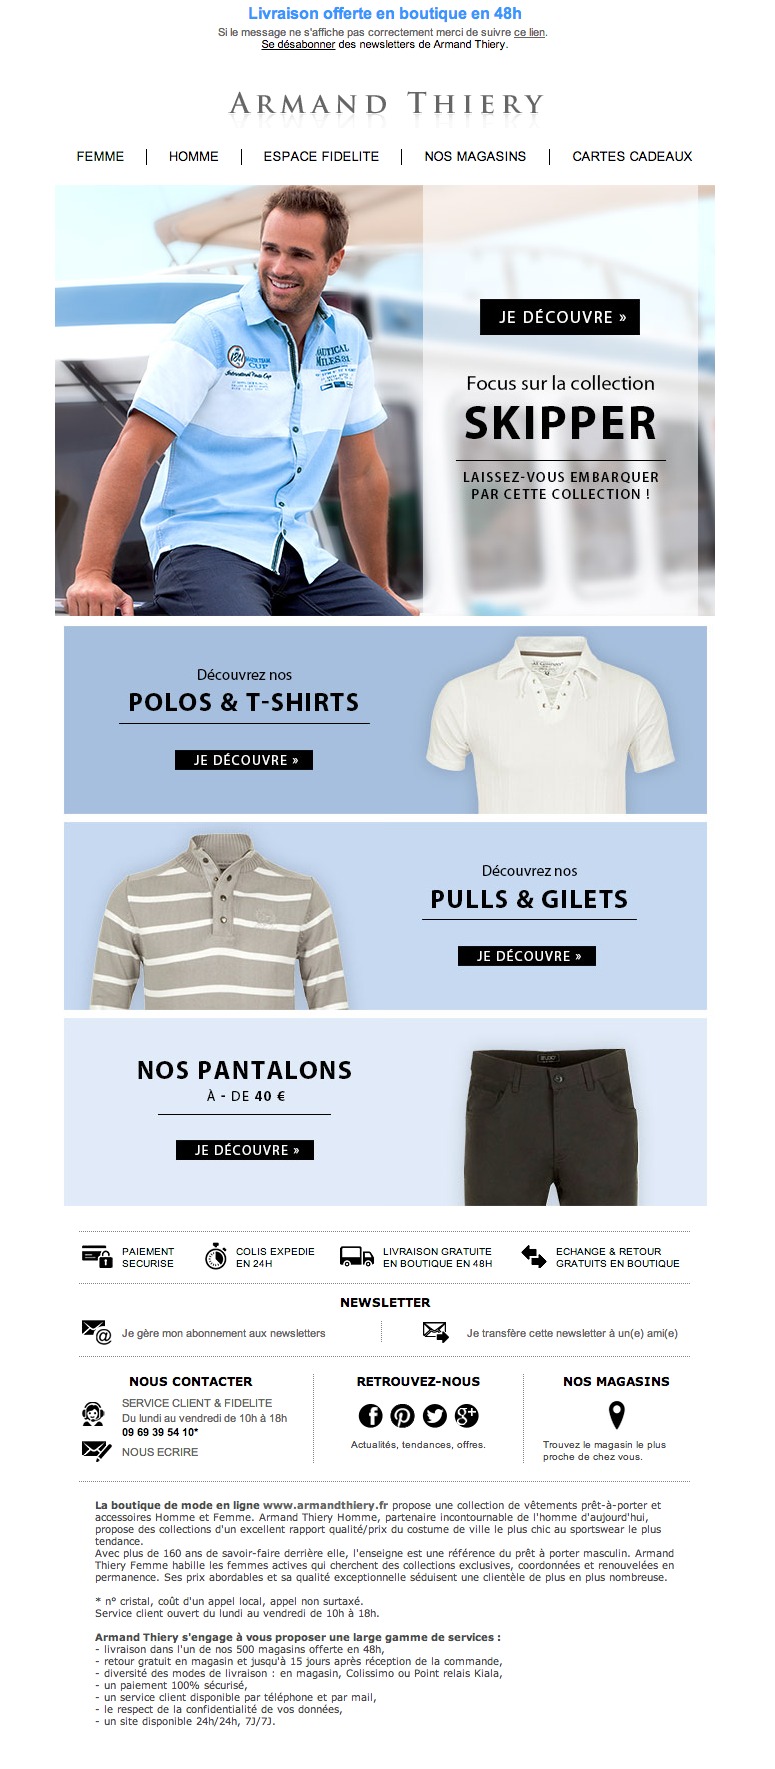 Livraison offerte en boutique en 48h
Si le message ne s'affiche pas correctement merci de suivre ce lien.
Se désabonner des newsletters de Armand Thiery.
ARMAND THIERY
FEMME
HOMME
ESPACE FIDELITE
NOS MAGASINS
CARTES CADEAUX
NAUTICAL
MILES.81
CUP
JE DÉCOUVRE »
Focus sur la collection
SKIPPER
LAISSEZ-VOUS EMBARQUER
PAR CETTE COLLECTION !
Découvrez nos
POLOS & T-SHIRTS
JE DÉCOUVRE »
Découvrez nos
PULLS & GILETS
JE DÉCOUVRE »
NOS PANTALONS
À - DE 40 €
JE DÉCOUVRE »
PAIEMENT
SECURISE
COLIS EXPEDIE
EN 24H
LIVRAISON GRATUITE
EN BOUTIQUE EN 48H
ECHANGE & RETOUR
GRATUITS EN BOUTIQUE
NEWSLETTER
Je gère mon abonnement aux newsletters
Je transfère cette newsletter à un(e) ami(e)
NOUS CONTACTER
SERVICE CLIENT & FIDELITE
Du lundi au vendredi de 10h à 18h
09 69 39 54 10*
NOUS ECRIRE
RETROUVEZ-NOUS
Actualités, tendances, offres.
NOS MAGASINS
Trouvez le magasin le plus
proche de chez vous.
La boutique de mode en ligne www.armandthiery.fr propose une collection de vêtements prêt-à-porter et
accessoires Homme et Femme. Armand Thiery Homme, partenaire incontournable de l'homme d'aujourd'hui,
propose des collections d'un excellent rapport qualité/prix du costume de ville le plus chic au sportswear le plus
tendance.
Avec plus de 160 ans de savoir-faire derrière elle, l'enseigne est une référence du prêt à porter masculin. Armand
Thiery Femme habille les femmes actives qui cherchent des collections exclusives, coordonnées et renouvelées en
permanence. Ses prix abordables et sa qualité exceptionnelle séduisent une clientèle de plus en plus nombreuse.
* n° cristal, coût d'un appel local, appel non surtaxé.
Service client ouvert du lundi au vendredi de 10h à 18h.
Armand Thiery s'engage à vous proposer une large gamme de services :
- livraison dans l'un de nos 500 magasins offerte en 48h,
- retour gratuit en magasin et jusqu'à 15 jours après réception de la commande,
- diversité des modes de livraison : en magasin, Colissimo ou Point relais Kiala,
- un paiement 100% sécurisé,
- un service client disponible par téléphone et par mail,
- le respect de la confidentialité de vos données,
- un site disponible 24h/24h, 7J/7J.